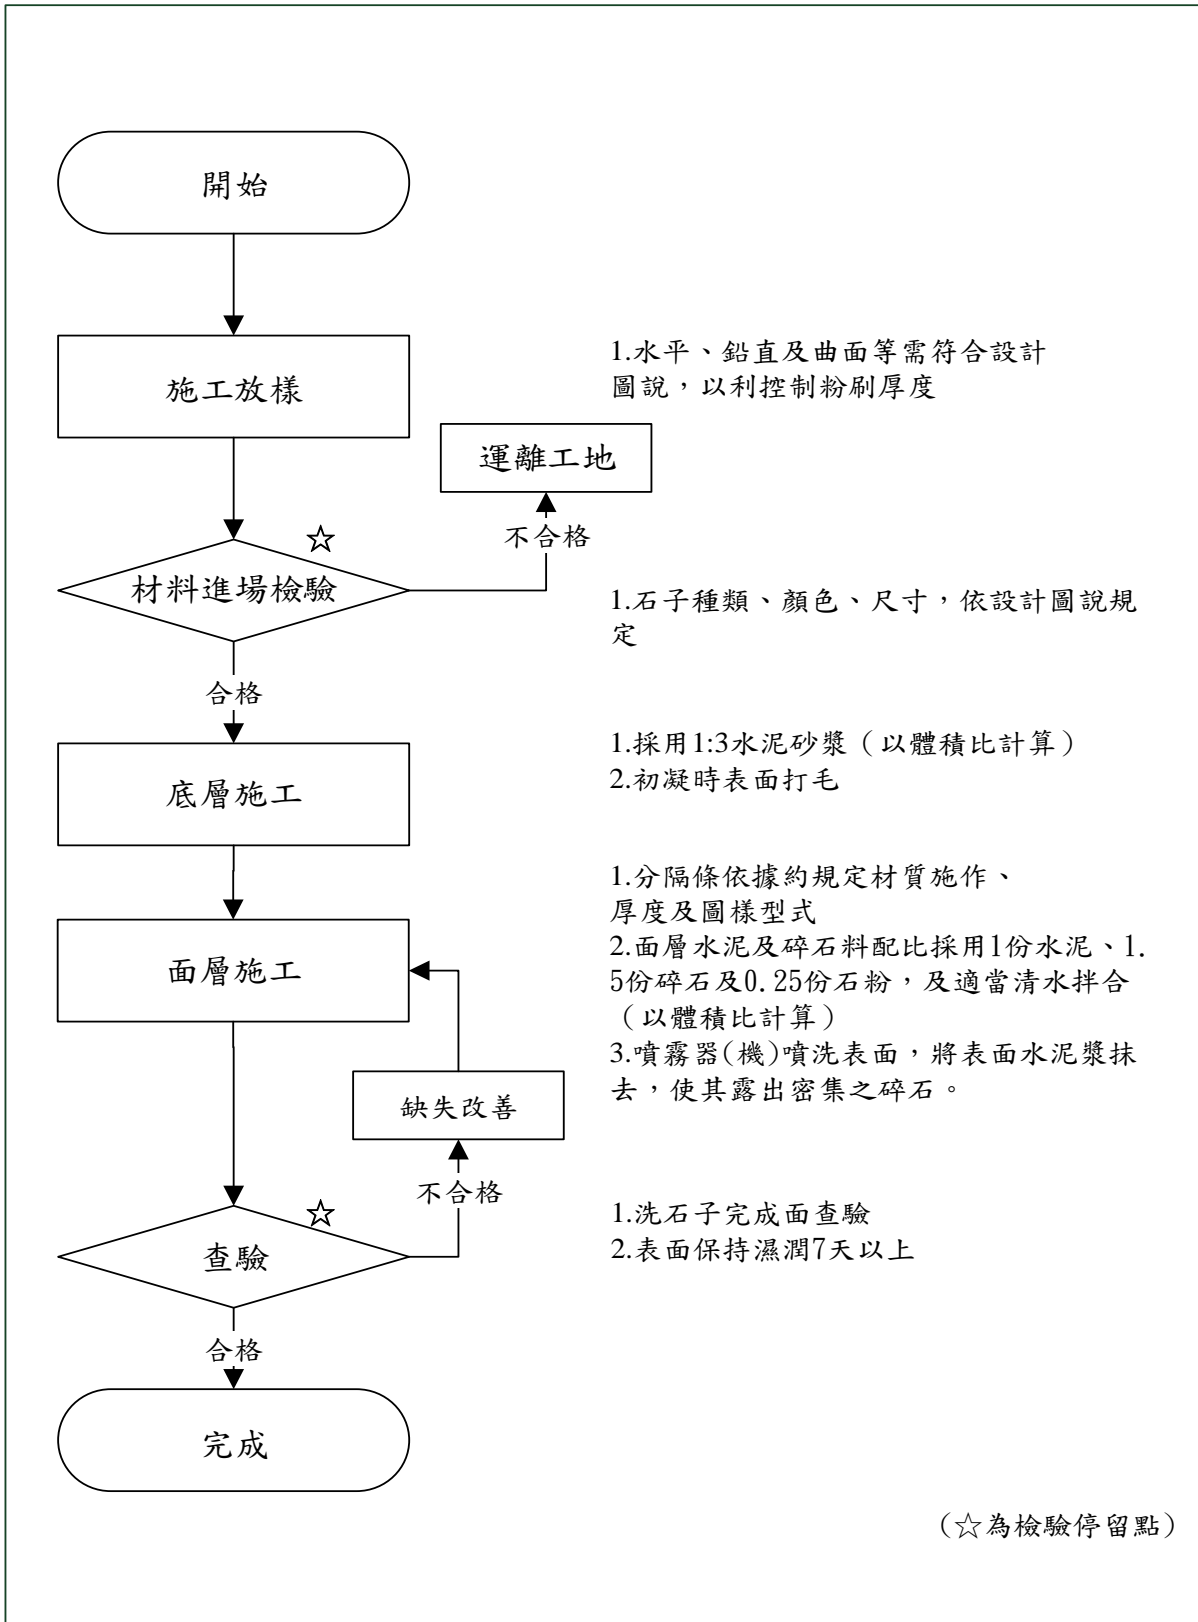 開始
施工放樣
1.水平、鉛直及曲面等需符合設計
圖說，以利控制粉刷厚度
運離工地
不合格
☆
材料進場檢驗
1.石子種類、顏色、尺寸，依設計圖說規
定
合格
底層施工
1.採用1:3水泥砂漿（以體積比計算）
2.初凝時表面打毛
面層施工
1.分隔條依據約規定材質施作、
厚度及圖樣型式
2.面層水泥及碎石料配比採用1份水泥、1.
5份碎石及0.25份石粉，及適當清水拌合
（以體積比計算）
3.噴霧器(機)噴洗表面，將表面水泥漿抹
去，使其露出密集之碎石。
缺失改善
不合格
☆
查驗
1.洗石子完成面查驗
2.表面保持濕潤7天以上
合格
完成
（☆為檢驗停留點）